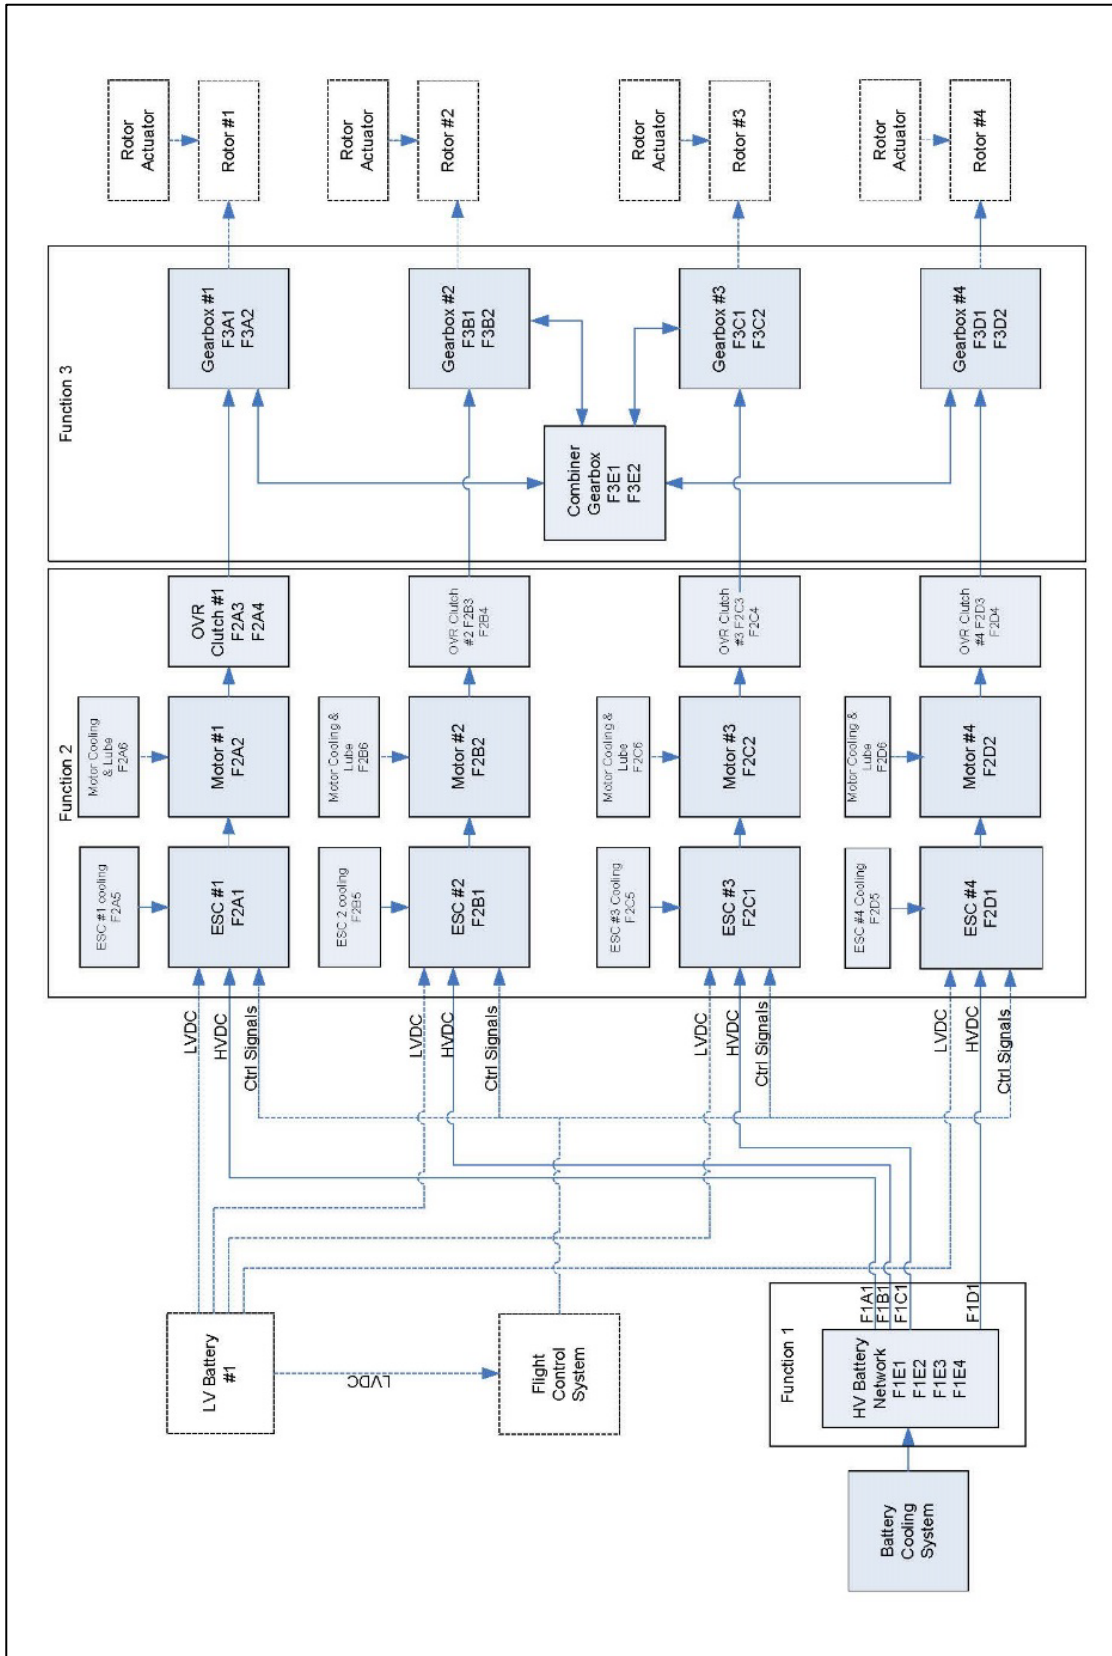 Battery
Cooling
System
Function 1
HV Battery
Network
F1E1
F1E2
F1E3
F1E4
F1A1
F1B1
F1C1
F1D1
LV Battery
#1
LVDC
Flight
Control
System
LVDC
HVDC
Ctrl Signals
LVDC
HVDC
Ctrl Signals
LVDC
HVDC
Ctrl Signals
LVDC
HVDC
Ctrl Signals
Function 2
ESC #1 cooling
F2A5
ESC #1
F2A1
Motor Cooling
& Lube
F2A6
Motor #1
F2A2
OVR
Clutch #1
F2A3
F2A4
ESC 2 cooling
F2B5
ESC #2
F2B1
Motor Cooling &
Lube
F2B6
Motor #2
F2B2
OVR Clutch
#2 F2B3
F2B4
ESC #3 Cooling
F2C5
ESC #3
F2C1
Motor Cooling &
Lube
F2C6
Motor #3
F2C2
OVR Clutch
#3 F2C3
F2C4
ESC #4 Cooling
F2D5
ESC #4
F2D1
Motor Cooling &
Lube
F2D6
Motor #4
F2D2
OVR Clutch
#4 F2D3
F2D4
Function 3
Gearbox #1
F3A1
F3A2
Gearbox #2
F3B1
F3B2
Combiner
Gearbox
F3E1
F3E2
Gearbox #3
F3C1
F3C2
Gearbox #4
F3D1
F3D2
Rotor
Actuator
Rotor #1
Rotor
Actuator
Rotor #2
Rotor
Actuator
Rotor #3
Rotor
Actuator
Rotor #4